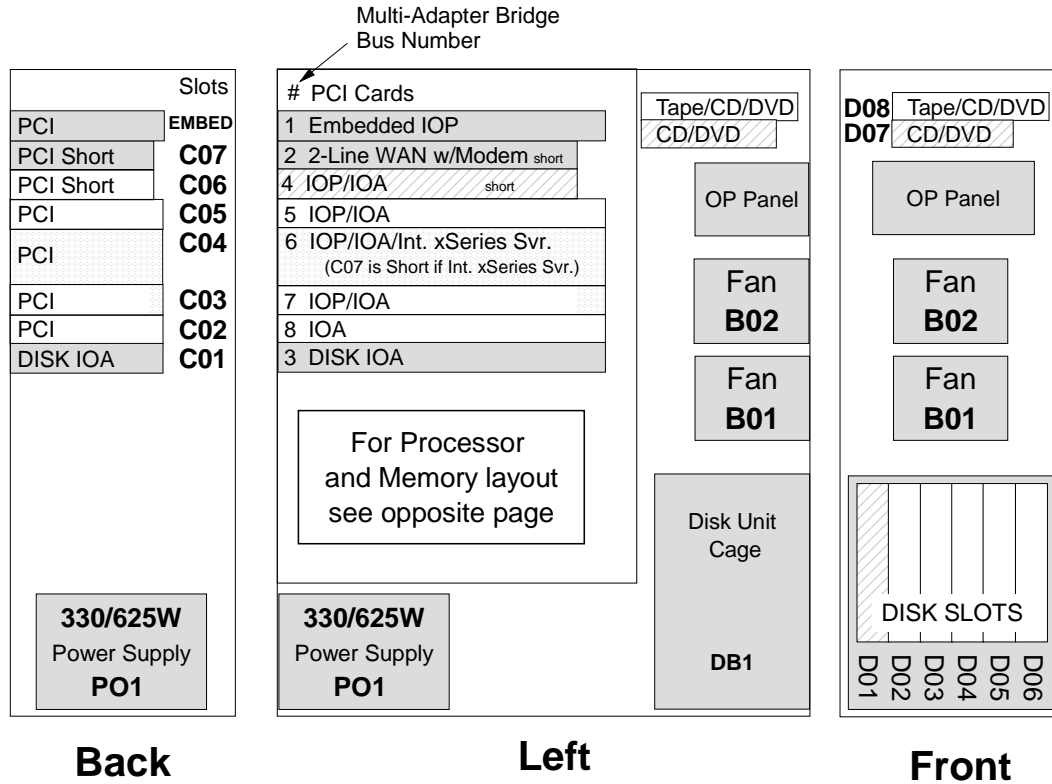 Multi-Adapter Bridge
Bus Number
Slots
PCI EMBED
PCI Short C07
PCI Short C06
PCI C05
PCI C04
PCI C03
PCI C02
DISK IOA C01
330/625W
Power Supply
PO1
Back
# PCI Cards
1 Embedded IOP
2 2-Line WAN w/Modem short
4 IOP/IOA short
5 IOP/IOA
6 IOP/IOA/Int. xSeries Svr.
(C07 is Short if Int. xSeries Svr.)
7 IOP/IOA
8 IOA
3 DISK IOA
For Processor
and Memory layout
see opposite page
330/625W
Power Supply
PO1
Tape/CD/DVD
CD/DVD
OP Panel
Fan
B02
Fan
B01
Disk Unit
Cage
DB1
Left
D08 Tape/CD/DVD
D07 CD/DVD
OP Panel
Fan
B02
Fan
B01
DISK SLOTS
D01
D02
D03
D04
D05
D06
Front